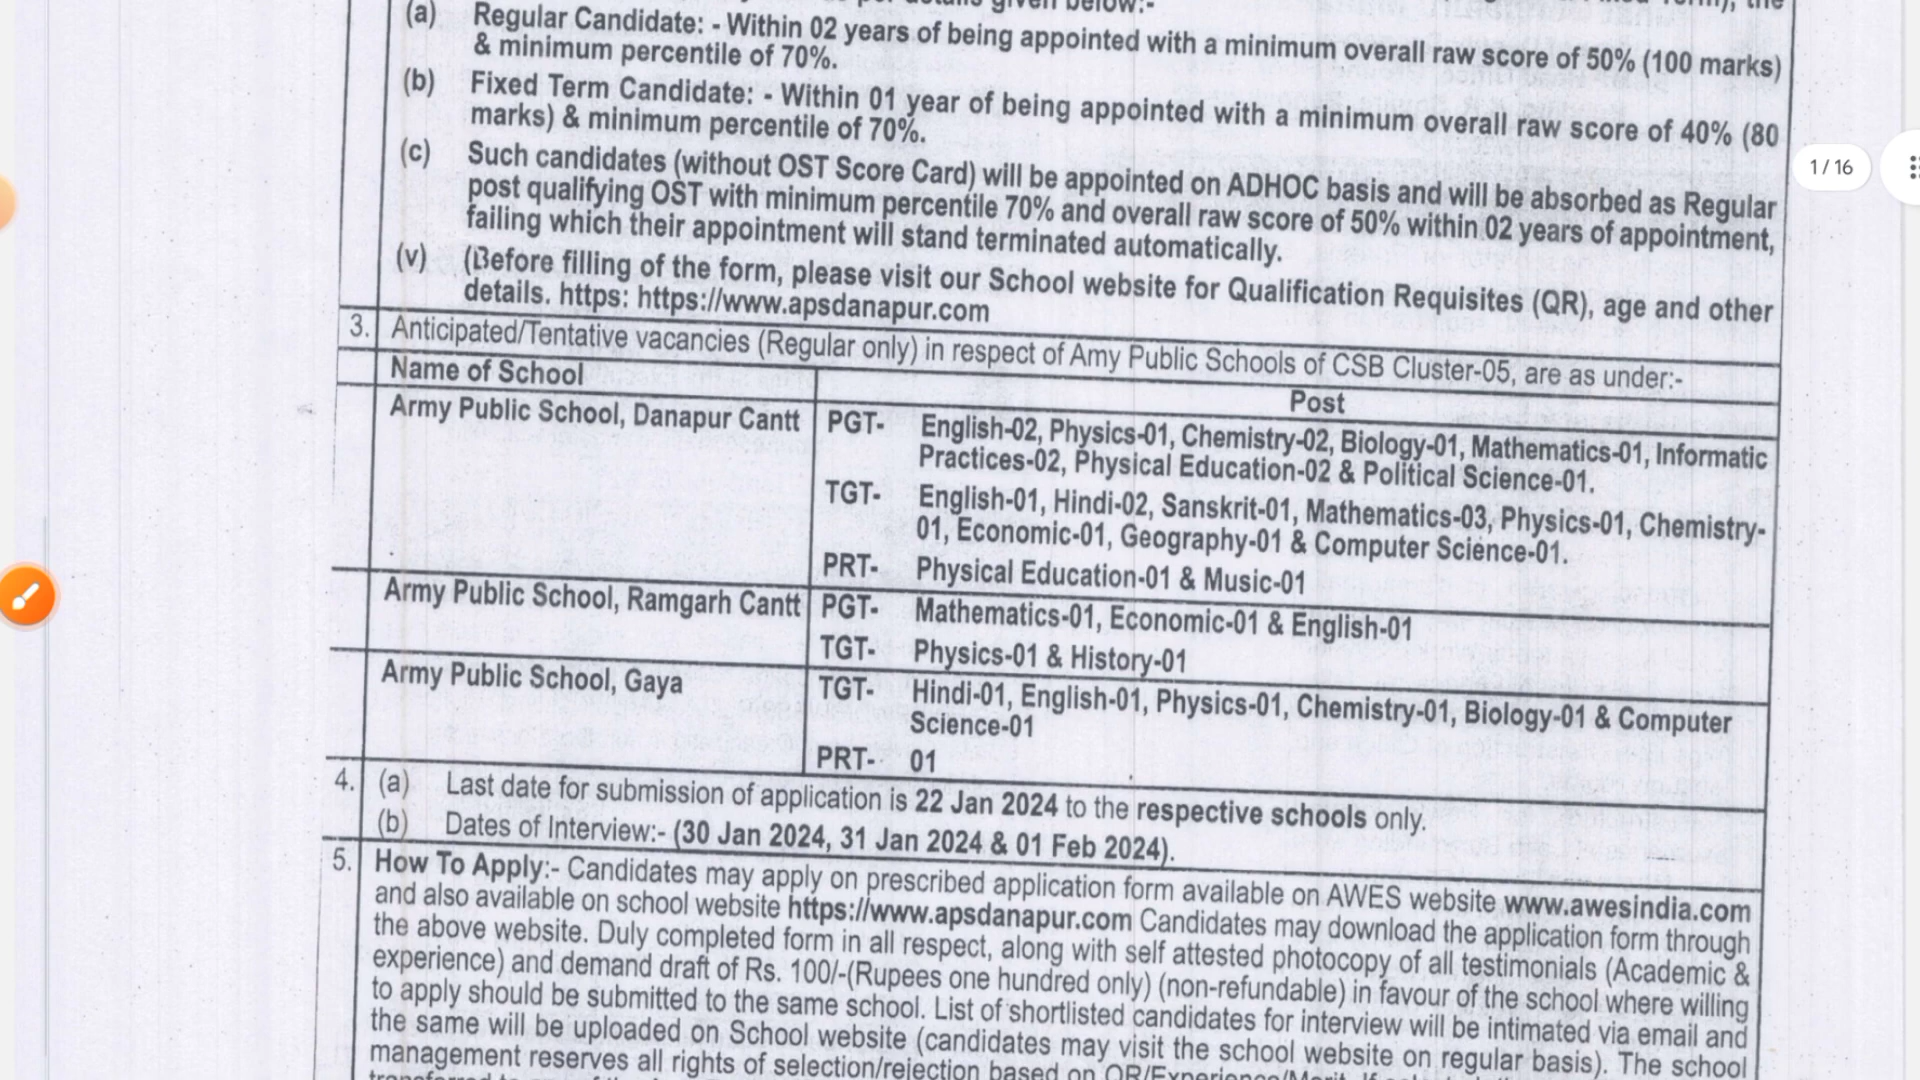 given below:-
the
(a) Regular Candidate: - Within 02 years of being appointed with a minimum overall raw score of 50% (100 marks)
& minimum percentile of 70%.
(b) Fixed Term Candidate: - Within 01 year of being appointed with a minimum overall raw score of 40% (80
marks) & minimum percentile of 70%.
(c) Such candidates (without OST Score Card) will be appointed on ADHOC basis and will be absorbed as Regular
post qualifying OST with minimum percentile 70% and overall raw score of 50% within 02 years of appointment,
failing which their appointment will stand terminated automatically.
(v) (Before filling of the form, please visit our School website for Qualification Requisites (QR), age and other
details. https: https://www.apsdanapur.com
1 / 16
3. Anticipated/Tentative vacancies (Regular only) in respect of Amy Public Schools of CSB Cluster-05, are as under:-
Name of School Post
Army Public School, Danapur Cantt PGT- English-02, Physics-01, Chemistry-02, Biology-01, Mathematics-01, Informatic
Practices-02, Physical Education-02 & Political Science-01.
TGT- English-01, Hindi-02, Sanskrit-01, Mathematics-03, Physics-01, Chemistry-
01, Economic-01, Geography-01 & Computer Science-01.
PRT- Physical Education-01 & Music-01
Army Public School, Ramgarh Cantt PGT- Mathematics-01, Economic-01 & English-01
TGT- Physics-01 & History-01
Army Public School, Gaya TGT- Hindi-01, English-01, Physics-01, Chemistry-01, Biology-01 & Computer
Science-01
PRT- 01
4. (a) Last date for submission of application is 22 Jan 2024 to the respective schools only.
(b) Dates of Interview:- (30 Jan 2024, 31 Jan 2024 & 01 Feb 2024).
5. How To Apply:- Candidates may apply on prescribed application form available on AWES website www.awesindia.com
and also available on school website https://www.apsdanapur.com Candidates may download the application form through
the above website. Duly completed form in all respect, along with self attested photocopy of all testimonials (Academic &
experience) and demand draft of Rs. 100/-(Rupees one hundred only) (non-refundable) in favour of the school where willing
to apply should be submitted to the same school. List of shortlisted candidates for interview will be intimated via email and
the same will be uploaded on School website (candidates may visit the school website on regular basis). The school
management reserves all rights of selection/rejection based on QR/Experience/Merit.